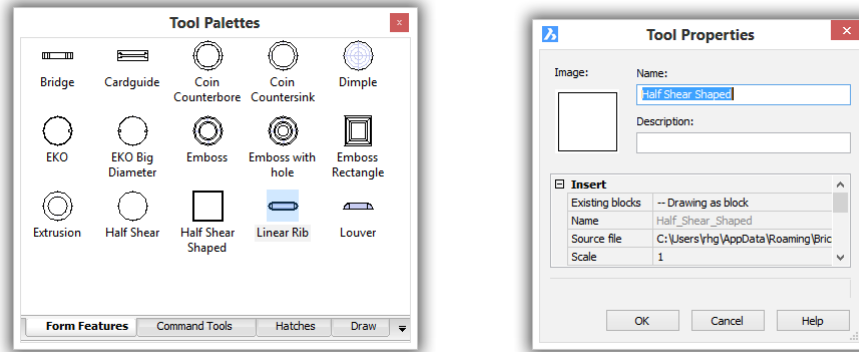 Tool Palettes
x
Bridge
Cardguide
Coin Counterbore
Coin Countersink
Dimple
EKO
EKO Big Diameter
Emboss
Emboss with hole
Emboss Rectangle
Extrusion
Half Shear
Half Shear Shaped
Linear Rib
Louver
Form Features
Command Tools
Hatches
Draw
Tool Properties
Image:
Name:
Half Shear Shaped
Description:
Insert
Existing blocks -- Drawing as block
Name Half_Shear_Shaped
Source file C:\Users\rhg\AppData\Roaming\Bric
Scale 1
OK
Cancel
Help